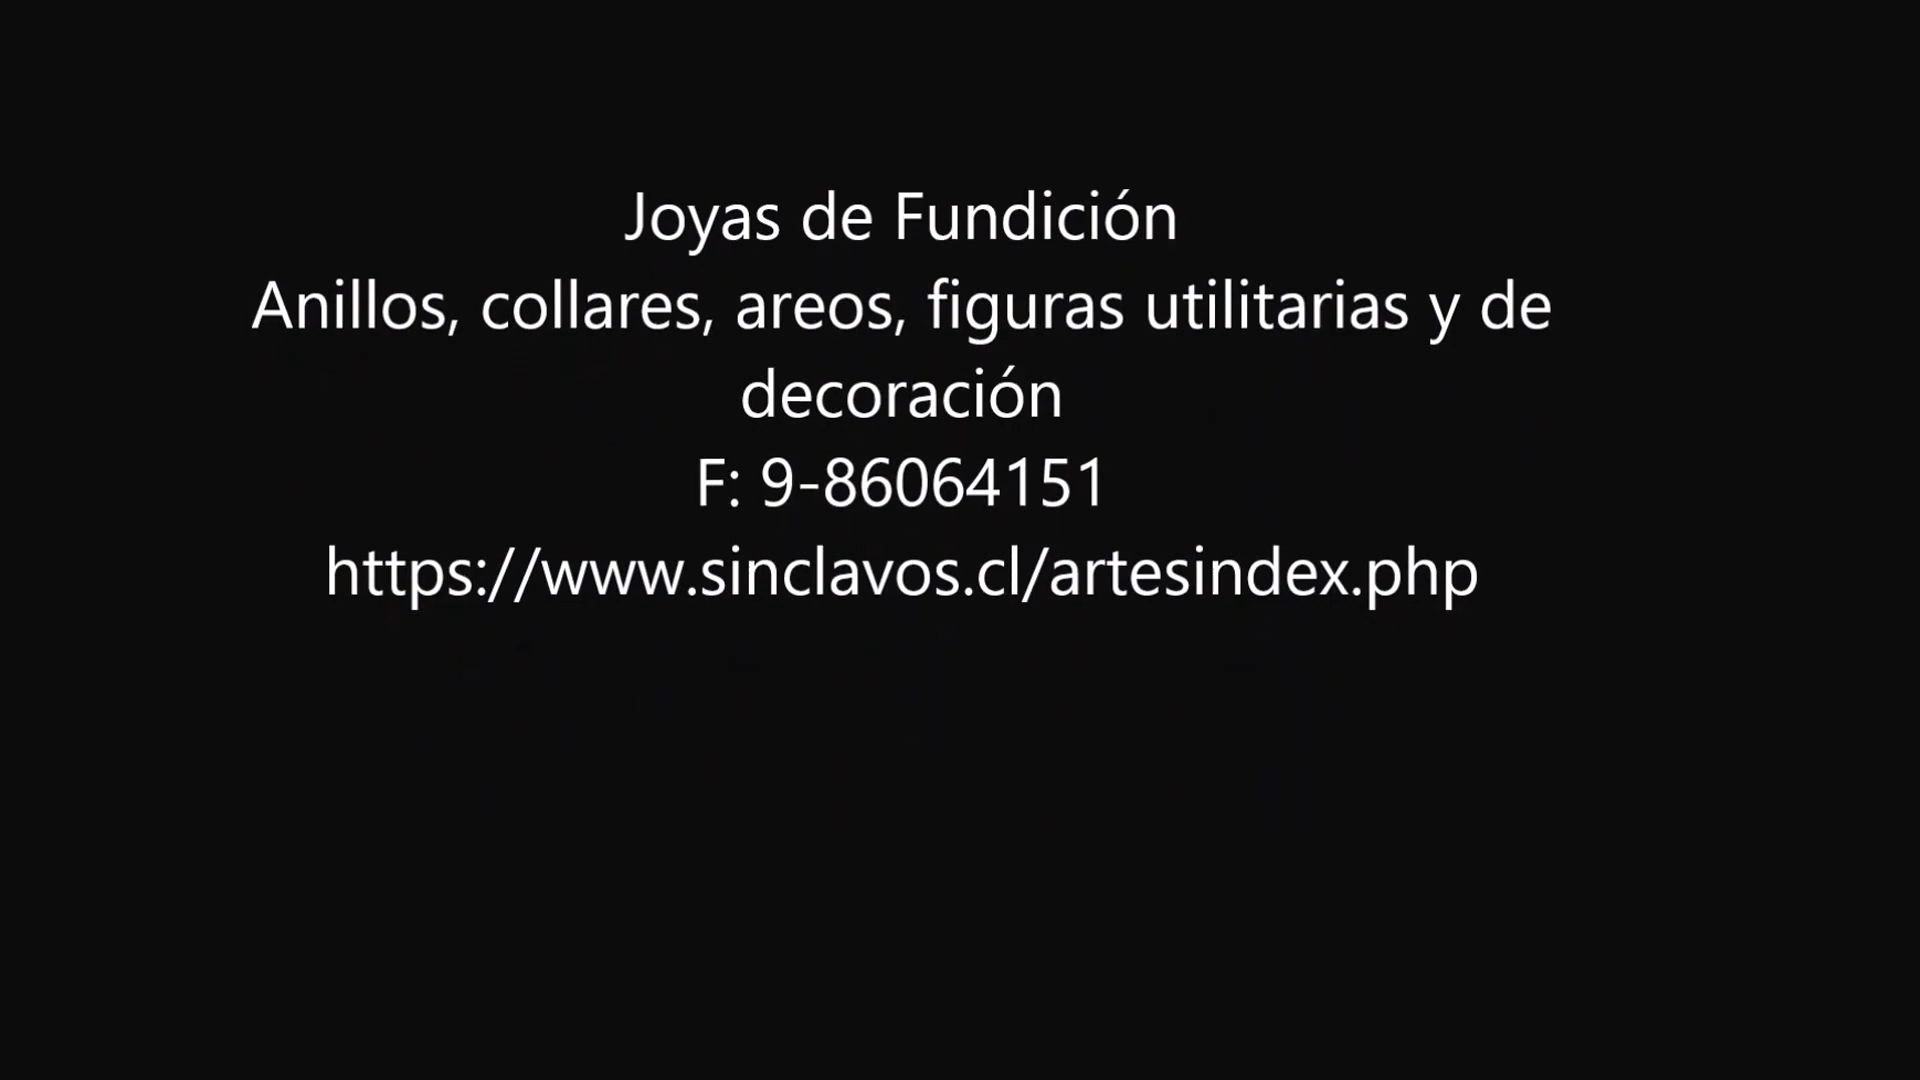 Joyas de Fundición
Anillos, collares, areos, figuras utilitarias y de
decoración
F: 9-86064151
https://www.sinclavos.cl/artesindex.php